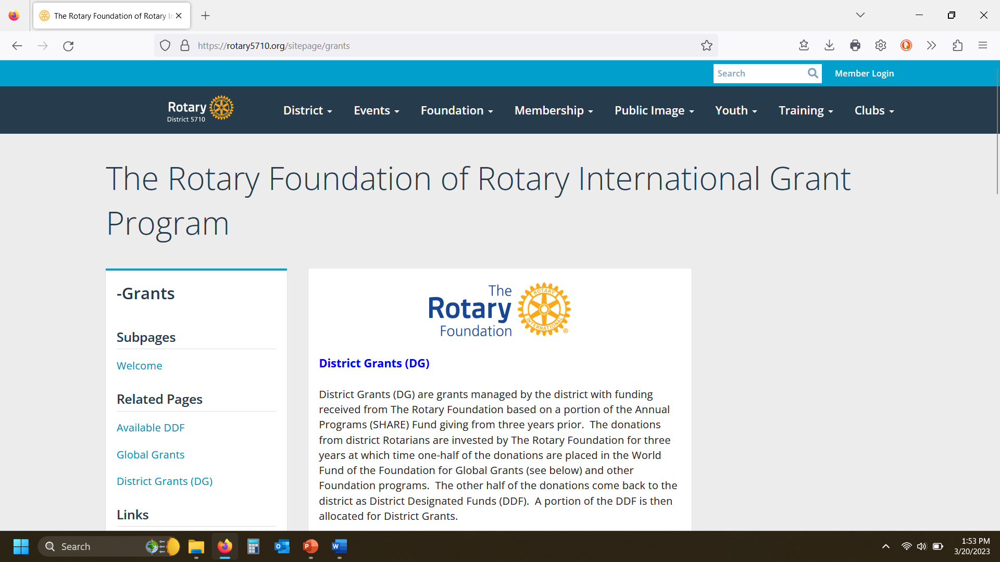 The Rotary Foundation of Rotary In
https://rotary5710.org/sitepage/grants
Search
Member Login
Rotary
District 5710
District
Events
Foundation
Membership
Public Image
Youth
Training
Clubs
The Rotary Foundation of Rotary International Grant
Program
-Grants
Subpages
Welcome
Related Pages
Available DDF
Global Grants
District Grants (DG)
Links
The
Rotary
Foundation
ROTARY
INTERNATIONAL
®
District Grants (DG)
District Grants (DG) are grants managed by the district with funding
received from The Rotary Foundation based on a portion of the Annual
Programs (SHARE) Fund giving from three years prior.  The donations
from district Rotarians are invested by The Rotary Foundation for three
years at which time one-half of the donations are placed in the World
Fund of the Foundation for Global Grants (see below) and other
Foundation programs.  The other half of the donations come back to the
district as District Designated Funds (DDF).  A portion of the DDF is then
allocated for District Grants.
Search
1:53 PM
3/20/2023